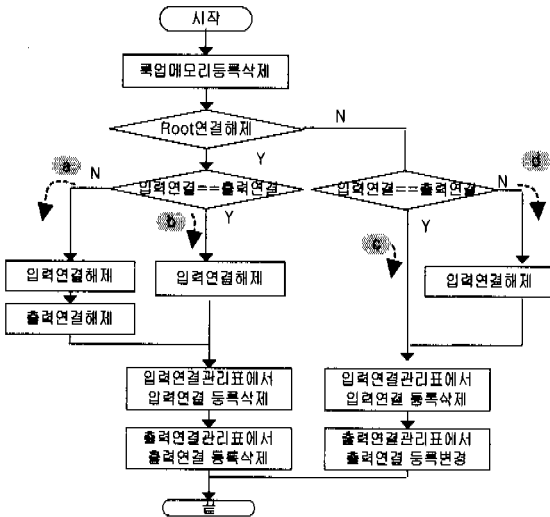 시작
룩업메모리등록삭제
Root연결해제
N
Y
a
N
입력연결==출력연결
입력연결==출력연결
N
d
b
Y
c
Y
입력연결해제
입력연결해제
입력연결해제
출력연결해제
입력연결관리표에서
입력연결 등록삭제
입력연결관리표에서
입력연결 등록삭제
출력연결관리표에서
출력연결 등록삭제
출력연결관리표에서
출력연결 등록변경
끝